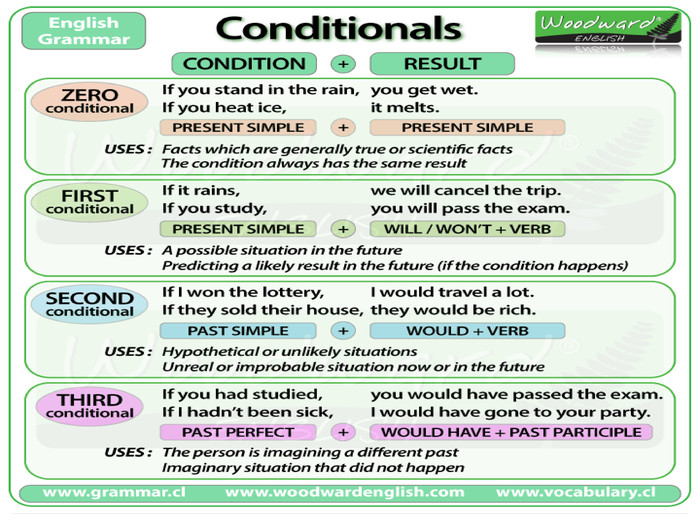 English
Grammar
Conditionals
Woodward®
ENGLISH
CONDITION + RESULT
ZERO
conditional
If you stand in the rain, you get wet.
If you heat ice, it melts.
PRESENT SIMPLE + PRESENT SIMPLE
USES : Facts which are generally true or scientific facts
The condition always has the same result
FIRST
conditional
If it rains, we will cancel the trip.
If you study, you will pass the exam.
PRESENT SIMPLE + WILL / WON'T + VERB
USES : A possible situation in the future
Predicting a likely result in the future (if the condition happens)
SECOND
conditional
If I won the lottery, I would travel a lot.
If they sold their house, they would be rich.
PAST SIMPLE + WOULD + VERB
USES : Hypothetical or unlikely situations
Unreal or improbable situation now or in the future
THIRD
conditional
If you had studied, you would have passed the exam.
If I hadn't been sick, I would have gone to your party.
PAST PERFECT + WOULD HAVE + PAST PARTICIPLE
USES : The person is imagining a different past
Imaginary situation that did not happen
www.grammar.cl www.woodwardenglish.com www.vocabulary.cl